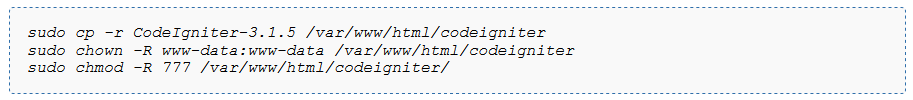 sudo cp -r CodeIgniter-3.1.5 /var/www/html/codeigniter
sudo chown -R www-data:www-data /var/www/html/codeigniter
sudo chmod -R 777 /var/www/html/codeigniter/